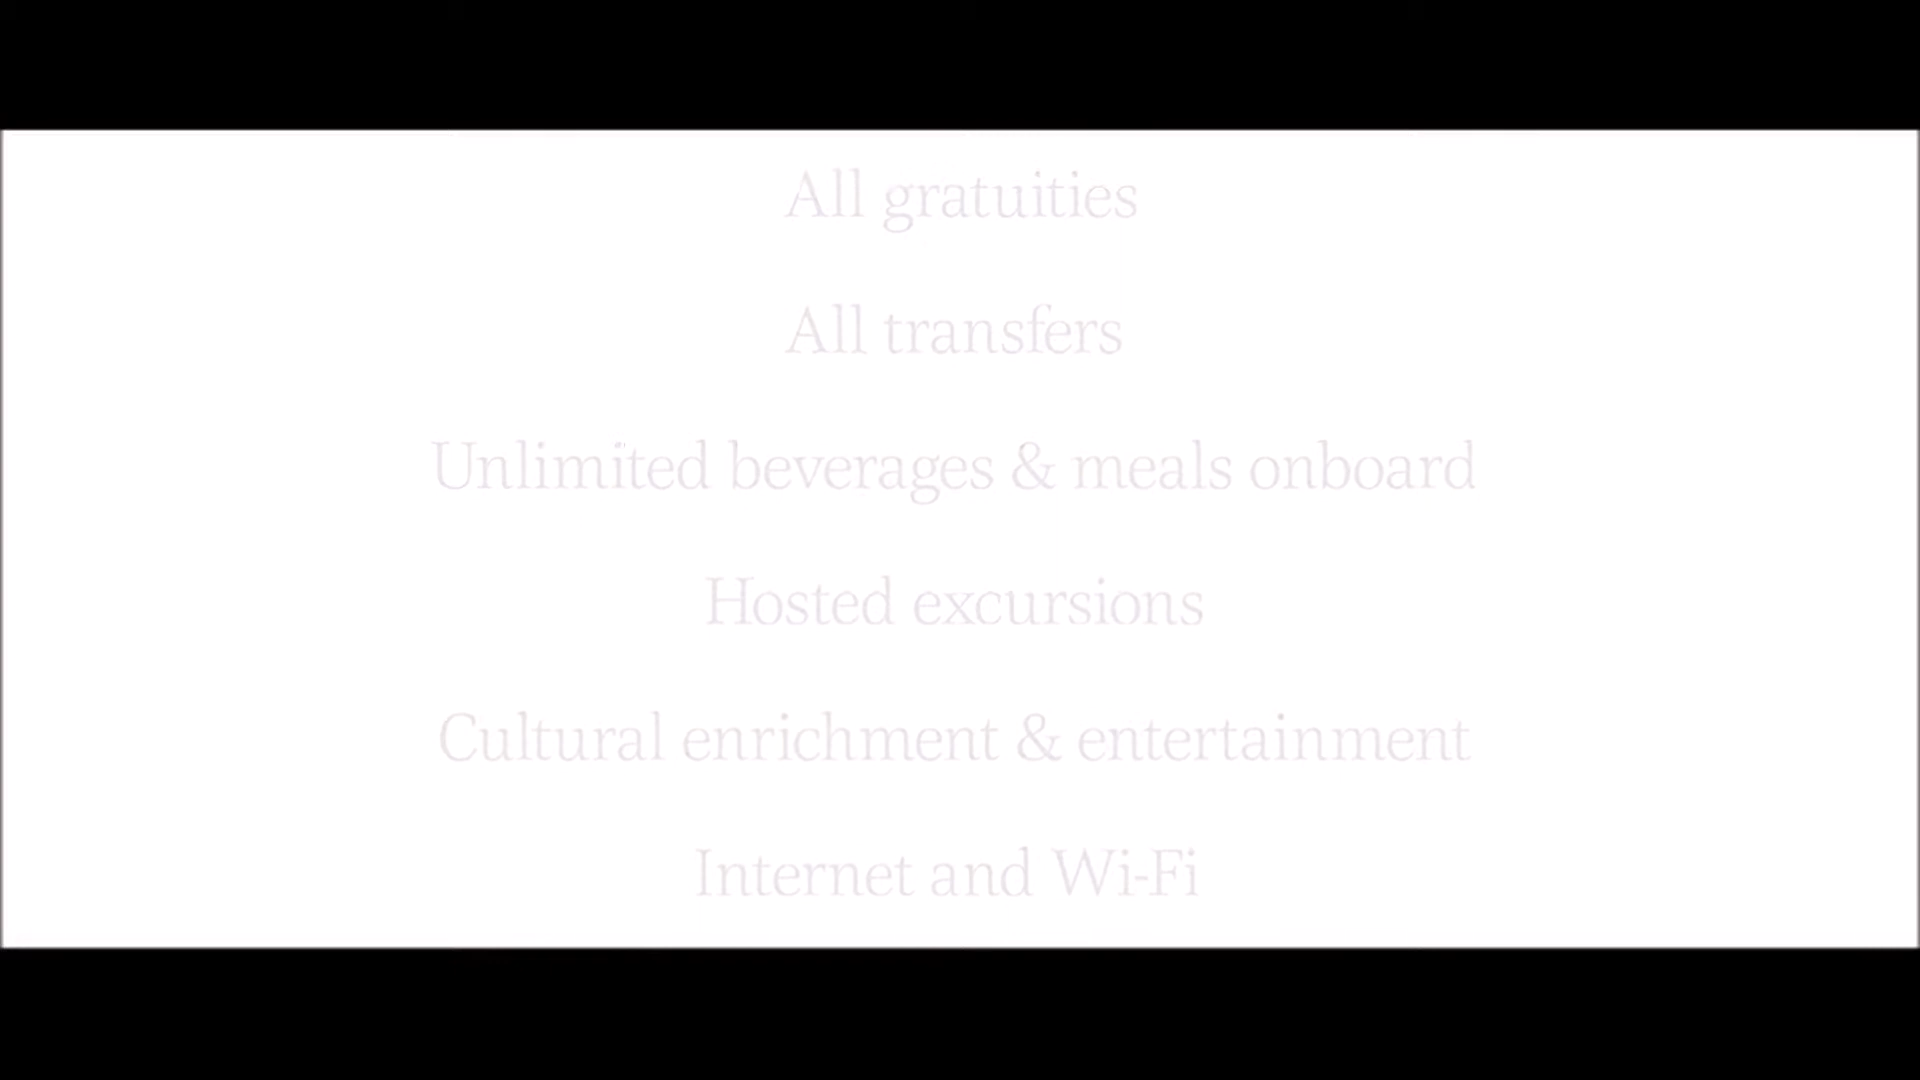 All gratuities
All transfers
Unlimited beverages & meals onboard
Hosted excursions
Cultural enrichment & entertainment
Internet and Wi-Fi